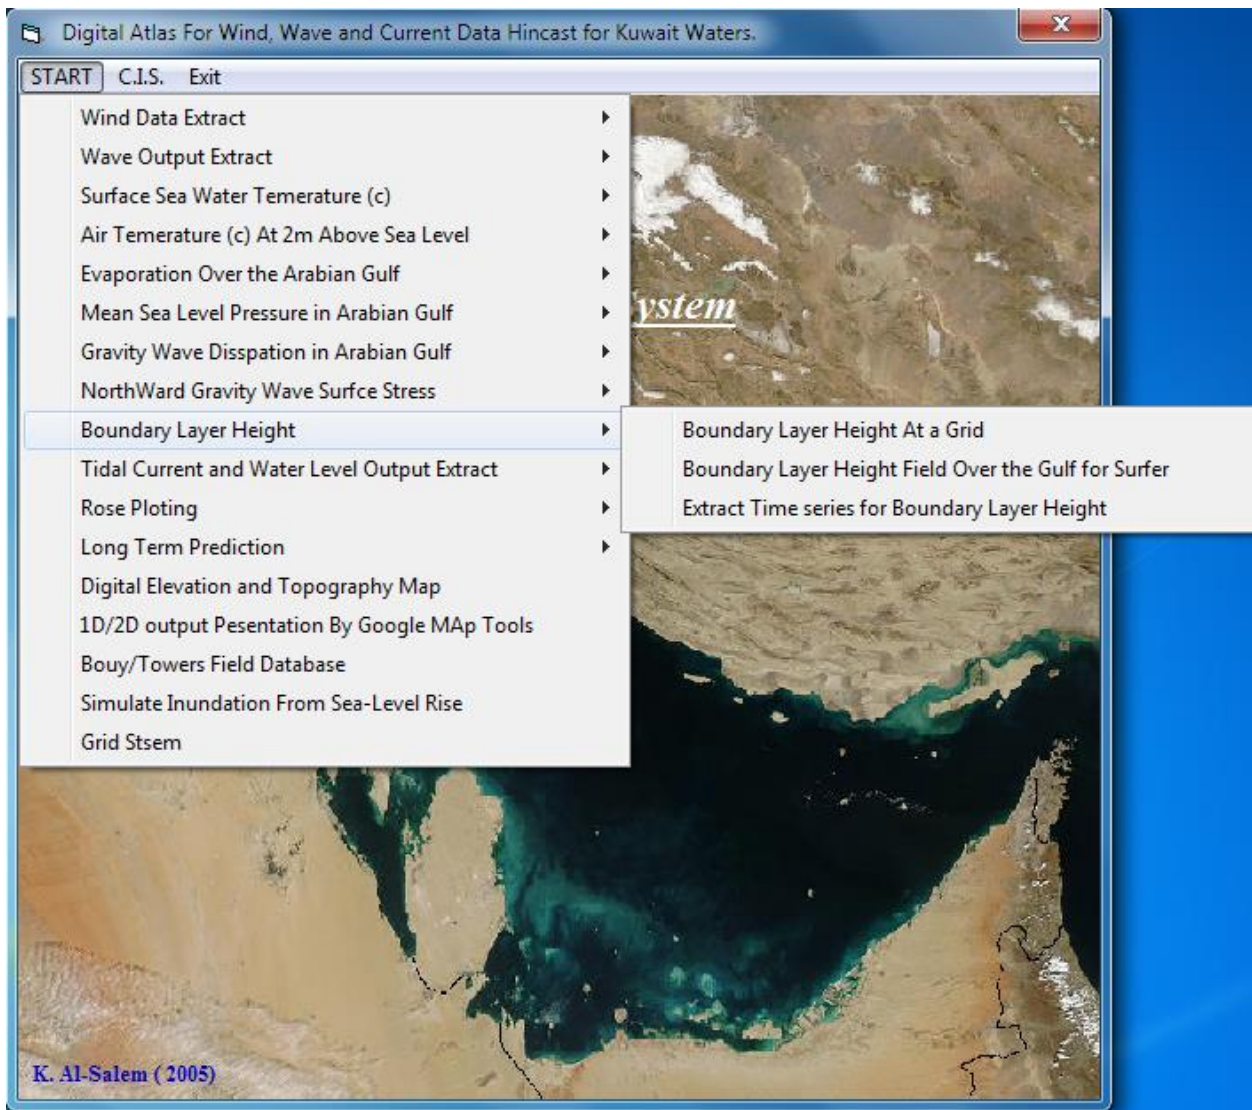 Digital Atlas For Wind, Wave and Current Data Hincast for Kuwait Waters.
START C.I.S. Exit
Wind Data Extract
Wave Output Extract
Surface Sea Water Temerature (c)
Air Temerature (c) At 2m Above Sea Level
Evaporation Over the Arabian Gulf
Mean Sea Level Pressure in Arabian Gulf
ystem
Gravity Wave Disspation in Arabian Gulf
NorthWard Gravity Wave Surfce Stress
Boundary Layer Height
Boundary Layer Height At a Grid
Boundary Layer Height Field Over the Gulf for Surfer
Extract Time series for Boundary Layer Height
Tidal Current and Water Level Output Extract
Rose Ploting
Long Term Prediction
Digital Elevation and Topography Map
1D/2D output Pesentation By Google MAp Tools
Bouy/Towers Field Database
Simulate Inundation From Sea-Level Rise
Grid Stsem
K. Al-Salem ( 2005)